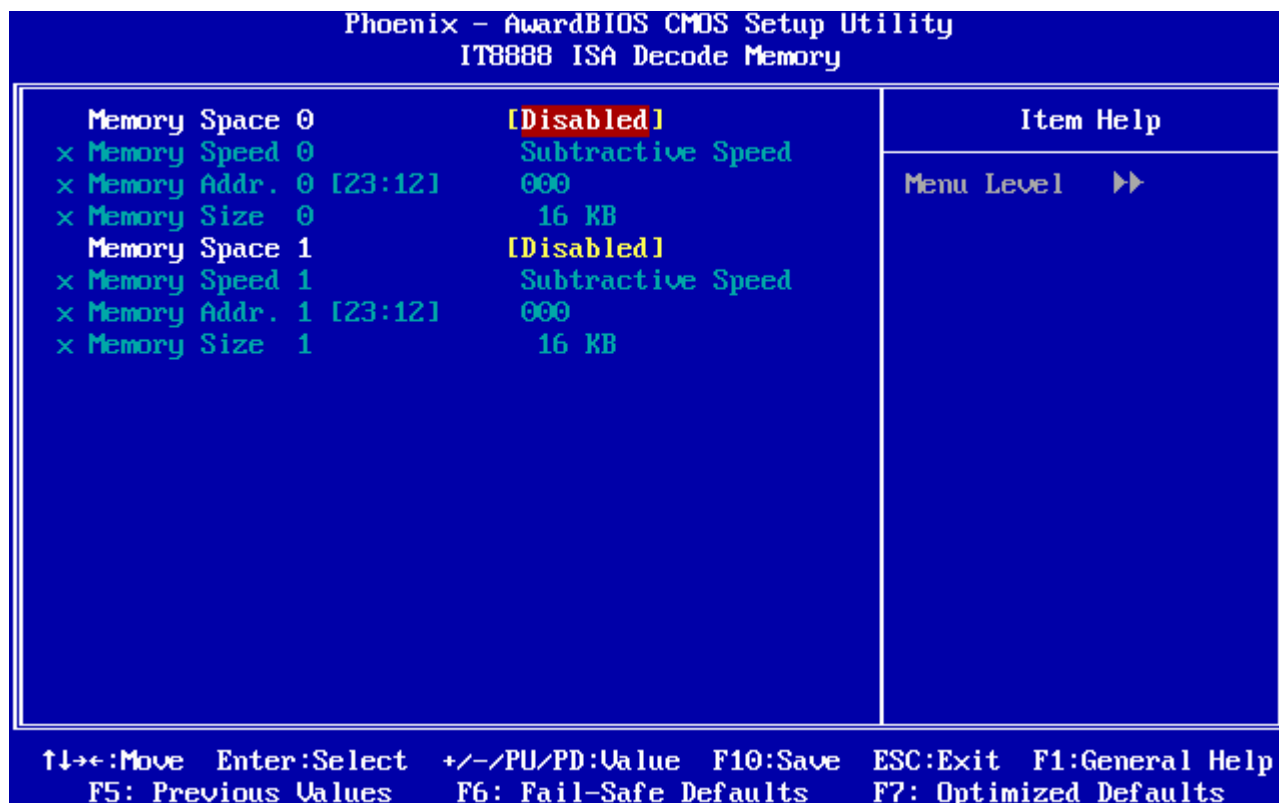 Phoenix - AwardBIOS CMOS Setup Utility
IT8888 ISA Decode Memory
Memory Space 0 [Disabled]
x Memory Speed 0 Subtractive Speed
x Memory Addr. 0 [23:12] 000
x Memory Size 0 16 KB
Memory Space 1 [Disabled]
x Memory Speed 1 Subtractive Speed
x Memory Addr. 1 [23:12] 000
x Memory Size 1 16 KB
Item Help
Menu Level ▶▶
↑↓→←:Move Enter:Select +/-/PU/PD:Value F10:Save ESC:Exit F1:General Help
F5: Previous Values F6: Fail-Safe Defaults F7: Optimized Defaults